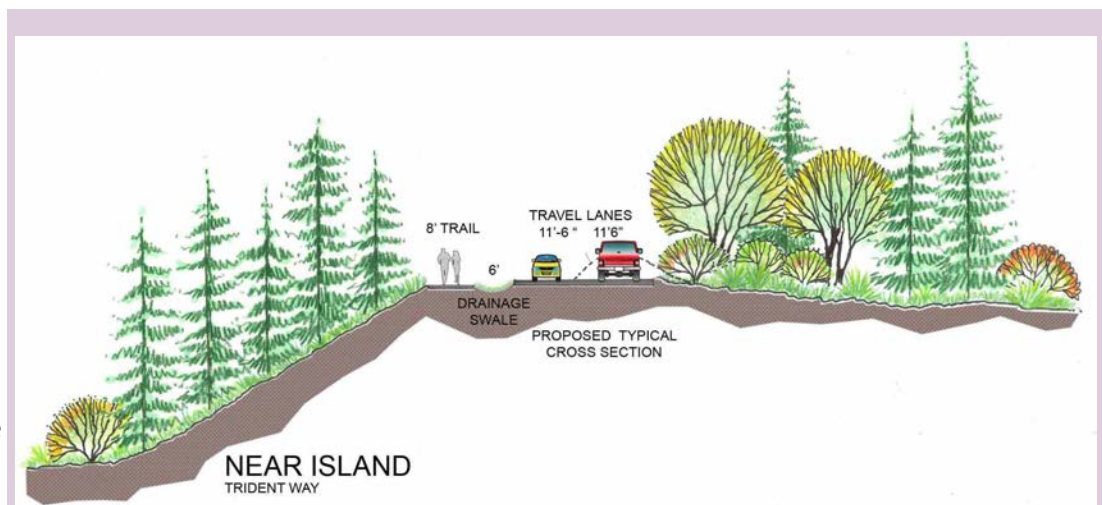 8' TRAIL
6'
DRAINAGE
SWALE
TRAVEL LANES
11'-6 " 11'6"
PROPOSED TYPICAL
CROSS SECTION
NEAR ISLAND
TRIDENT WAY